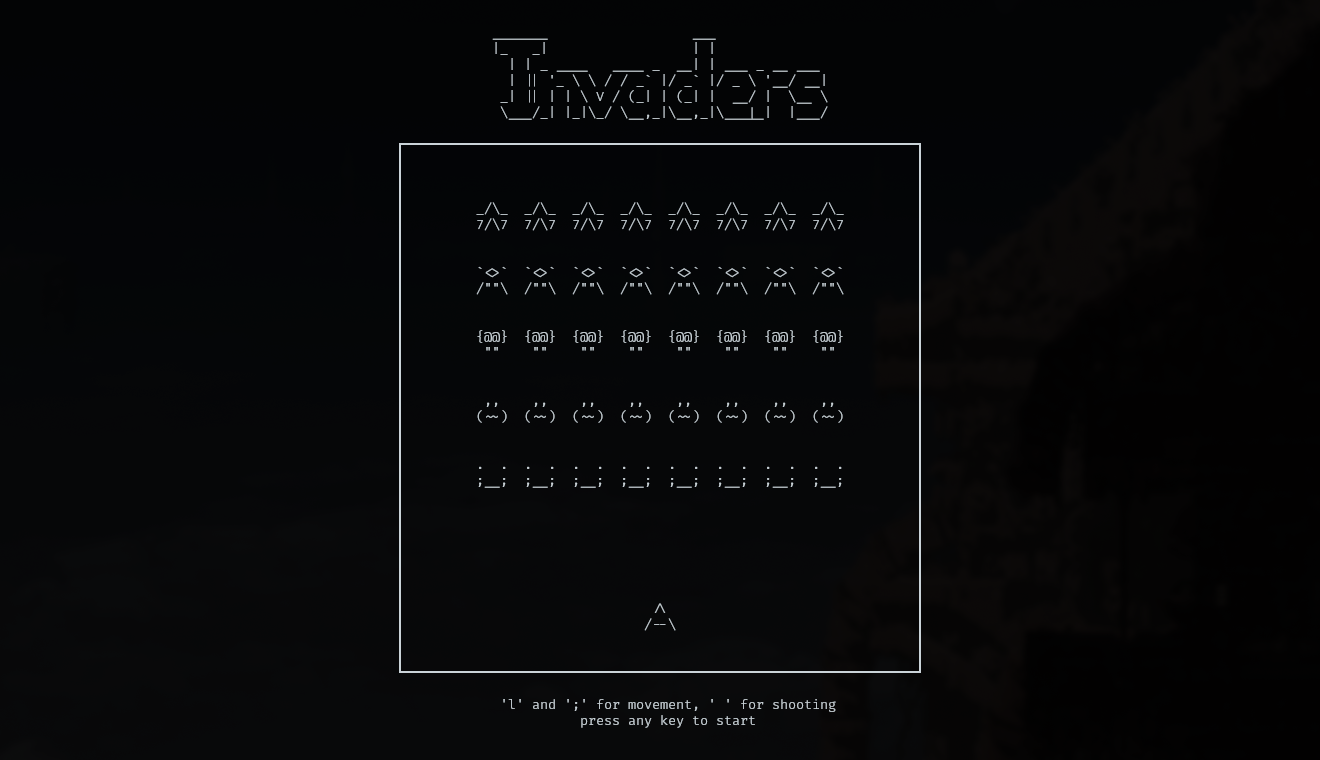 Invaders
'l' and ';' for movement, ' ' for shooting
press any key to start